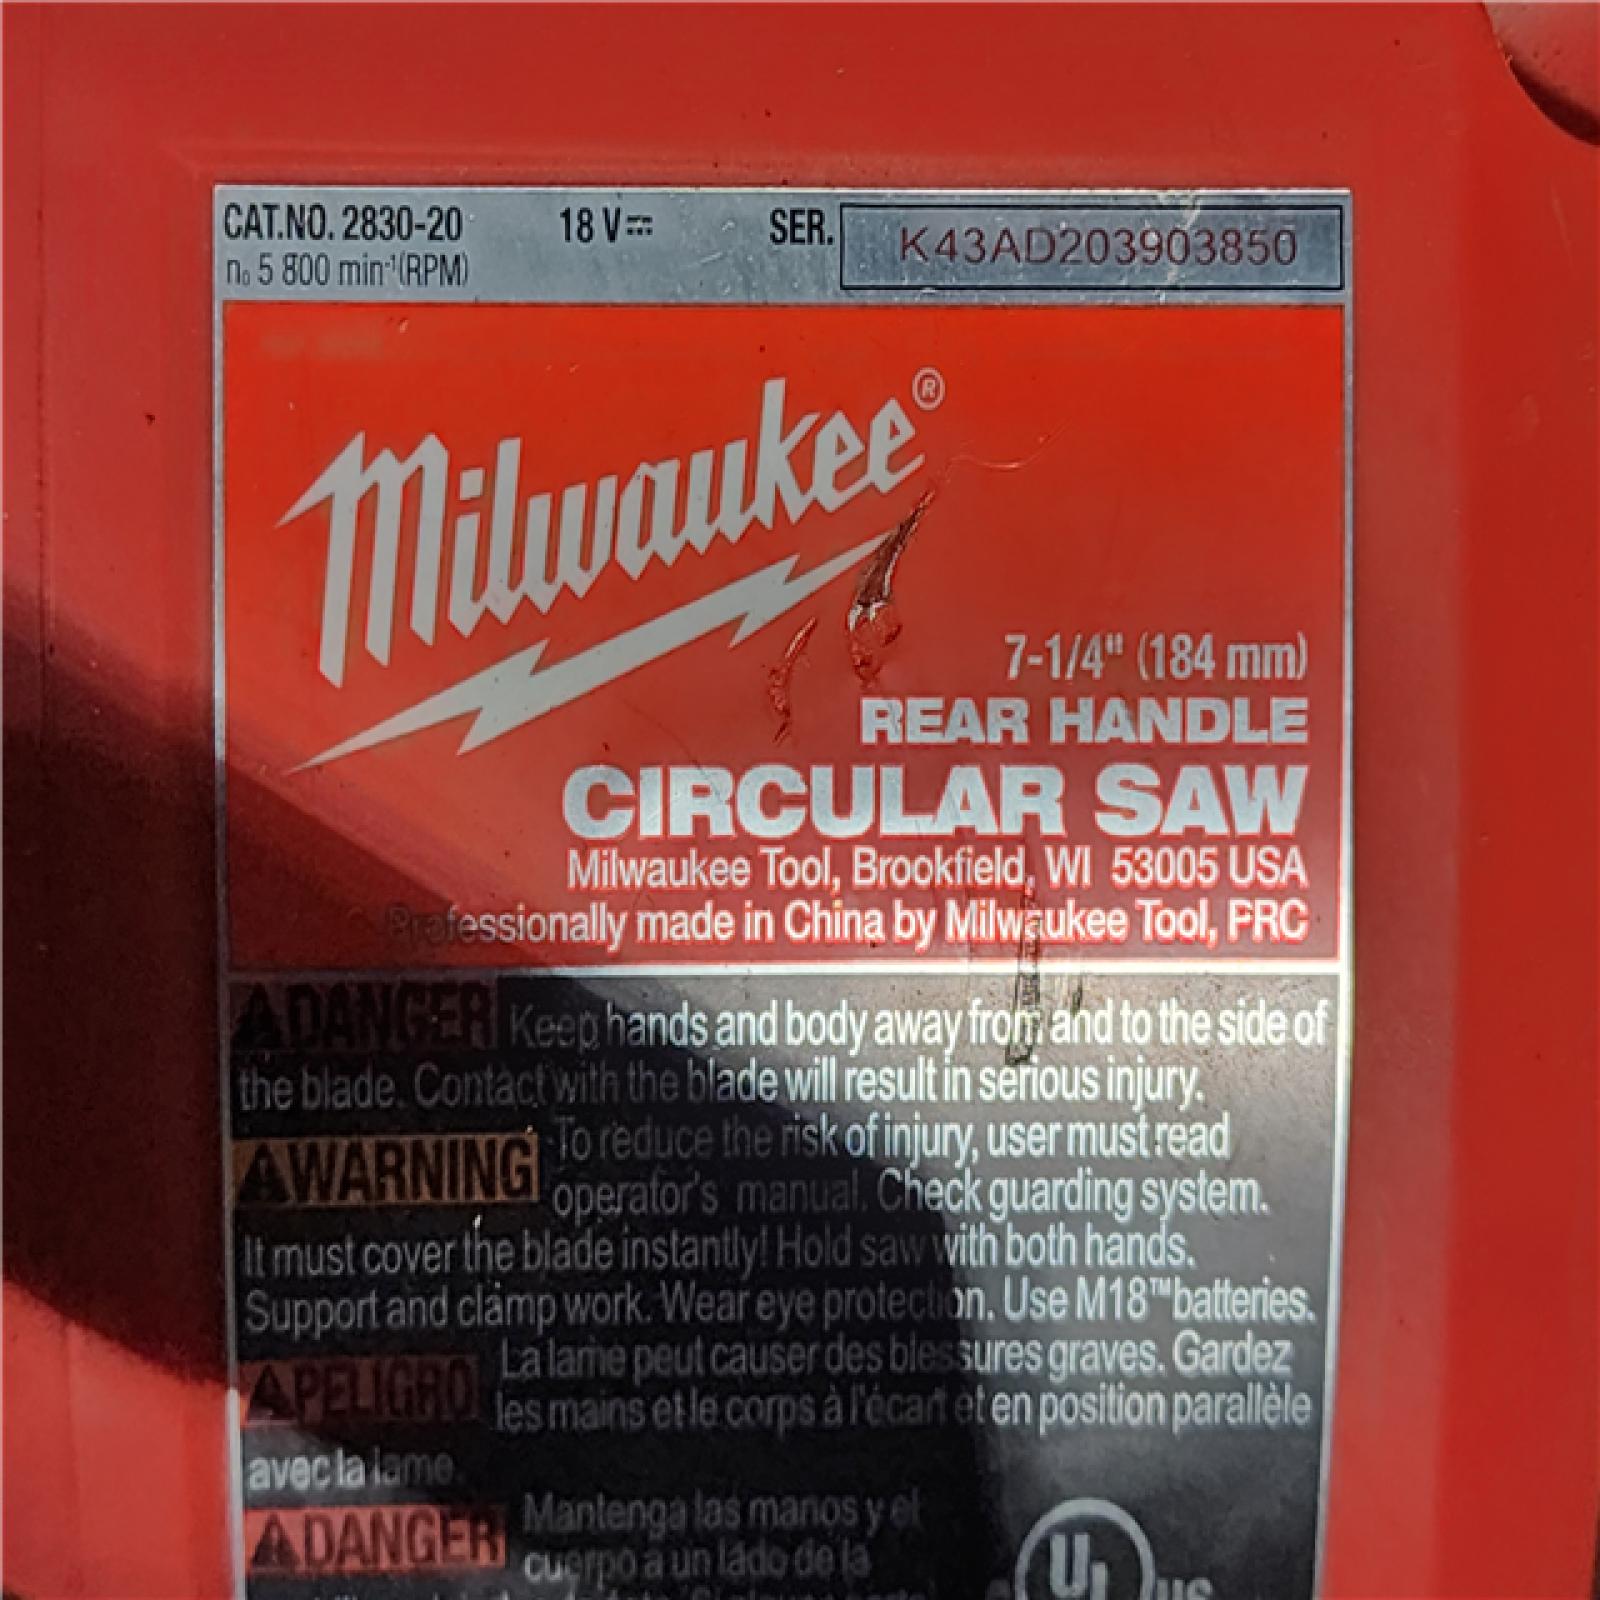 CAT.NO. 2830-20 18 V⎓ SER. K43AD203903850
n₀ 5 800 min⁻¹(RPM)
Milwaukee®
7-1/4" (184 mm)
REAR HANDLE
CIRCULAR SAW
Milwaukee Tool, Brookfield, WI 53005 USA
Professionally made in China by Milwaukee Tool, PRC
DANGER Keep hands and body away from and to the side of
the blade. Contact with the blade will result in serious injury.
WARNING To reduce the risk of injury, user must read
operator's manual. Check guarding system.
It must cover the blade instantly! Hold saw with both hands.
Support and clamp work. Wear eye protection. Use M18™ batteries.
PELIGRO La lame peut causer des blessures graves. Gardez
les mains et le corps à l'écart et en position parallèle
avec la lame.
DANGER Mantenga las manos y el
cuerpo a un lado de la
UL US